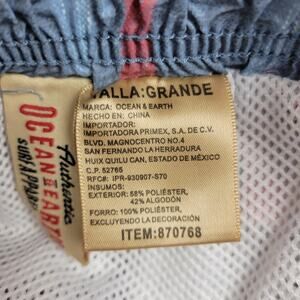 TALLA:GRANDE
MARCA: OCEAN & EARTH
HECHO EN: CHINA
IMPORTADOR:
IMPORTADORA PRIMEX, S.A. DE C.V.
BLVD. MAGNOCENTRO NO.4
SAN FERNANDO LA HERRADURA
HUIX QUILU CAN, ESTADO DE MÉXICO
C.P. 52765
RFC#: IPR-930907-S70
INSUMOS:
EXTERIOR: 58% POLIÉSTER,
42% ALGODÓN
FORRO: 100% POLIÉSTER,
EXCLUYENDO LA DECORACIÓN
ITEM:870768
Authentic
OCEAN & EARTH
SURF APPAREL